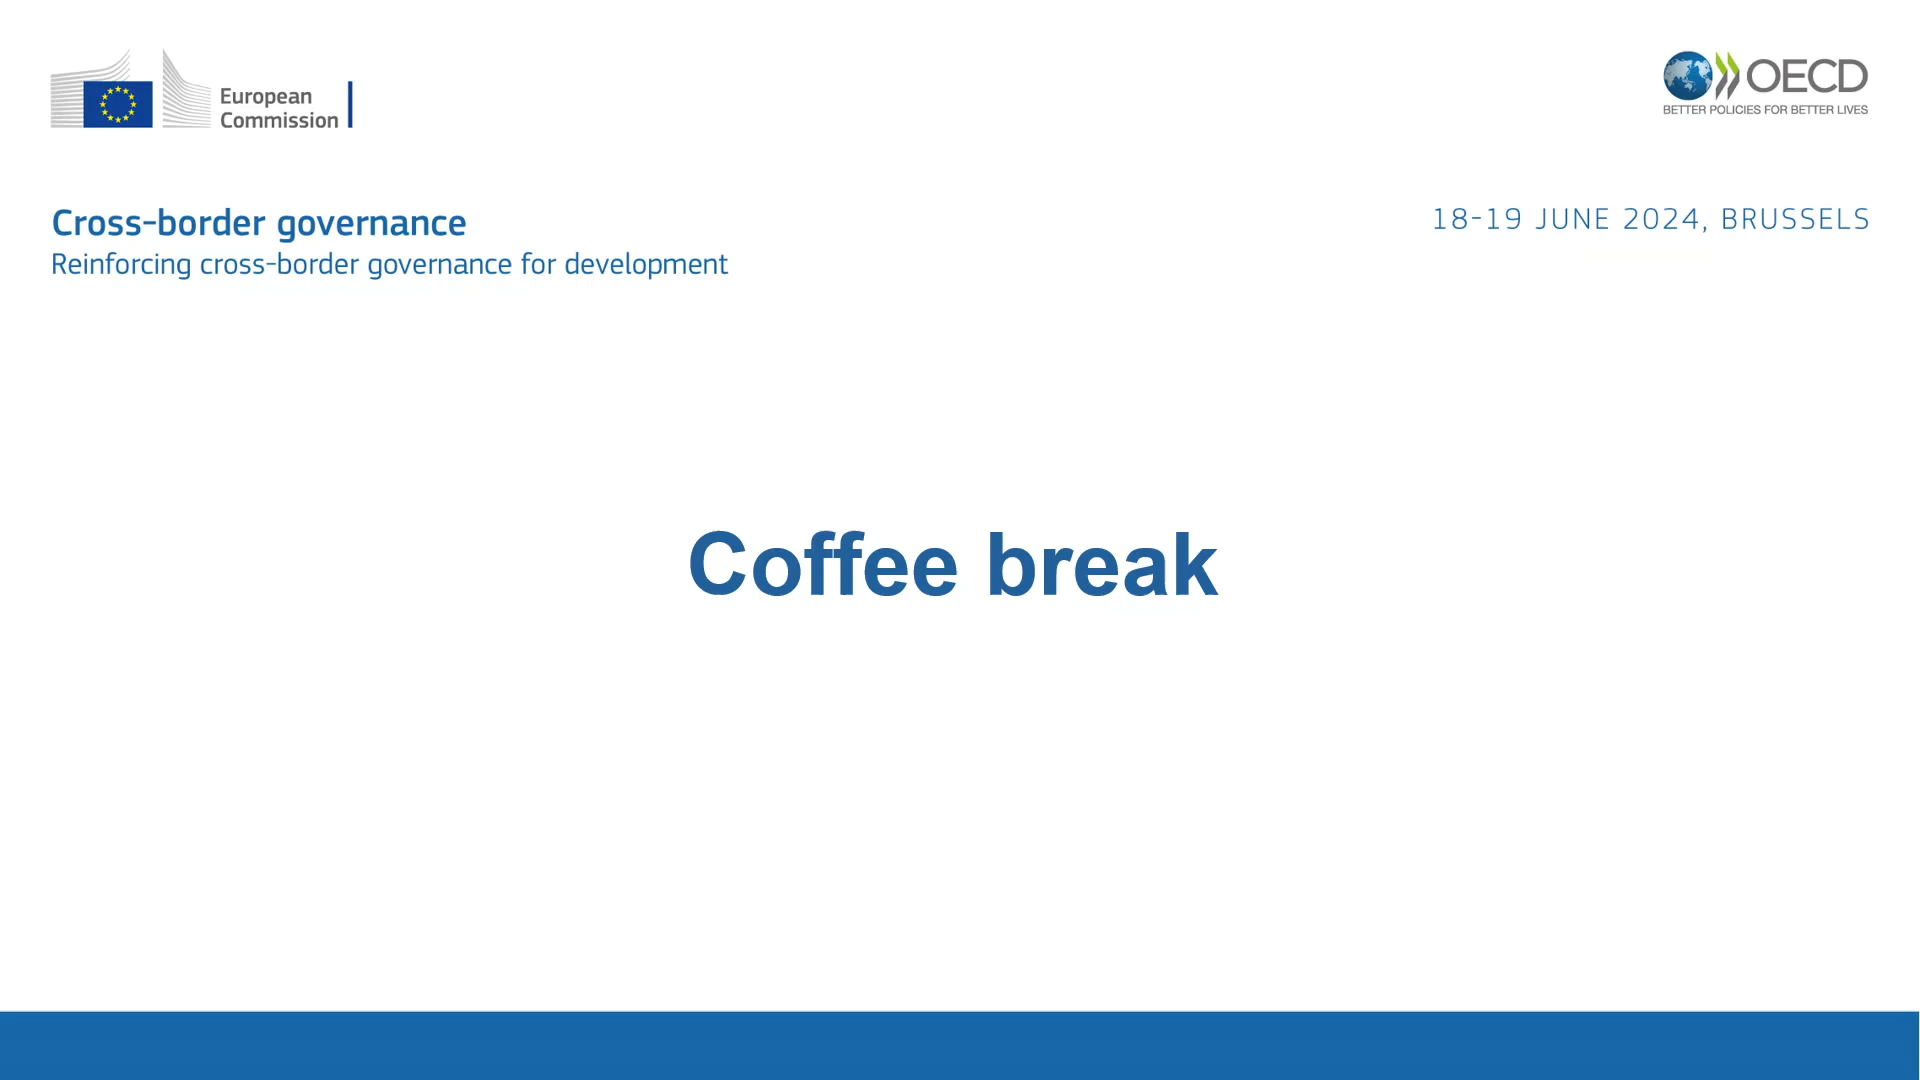 European
Commission
OECD
BETTER POLICIES FOR BETTER LIVES
Cross-border governance
18-19 JUNE 2024, BRUSSELS
Reinforcing cross-border governance for development
Coffee break